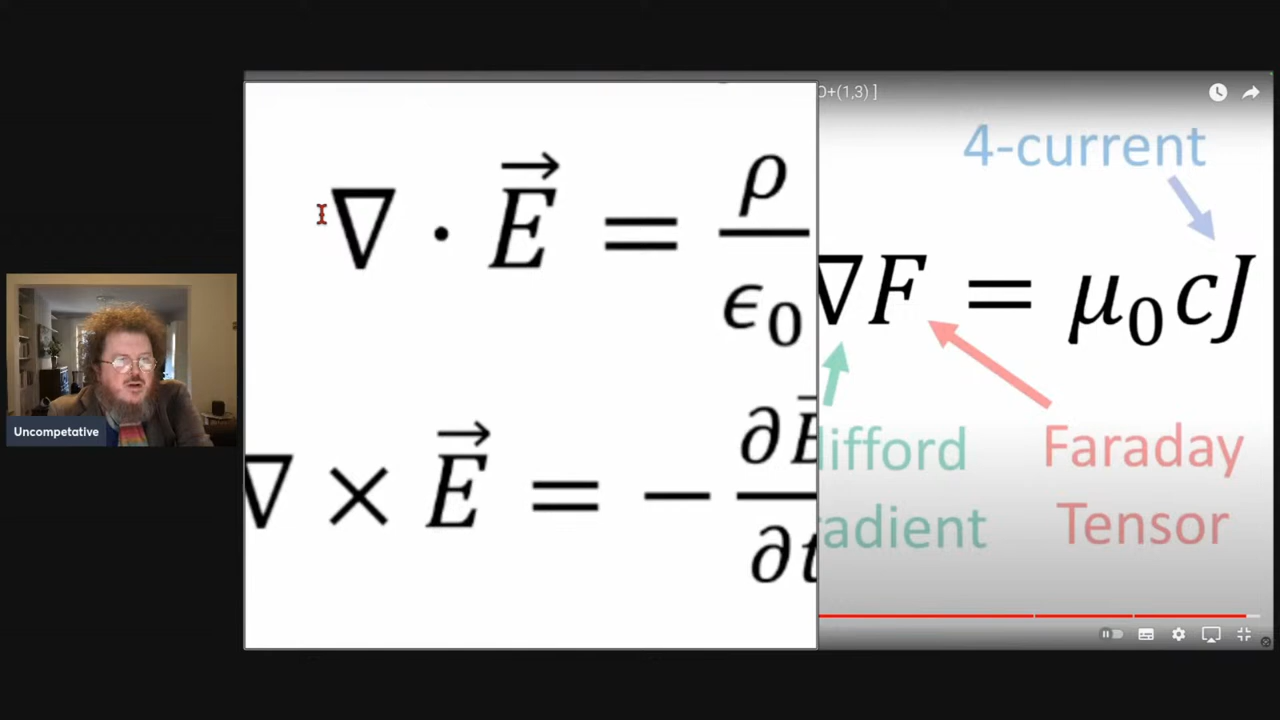 O+(1,3) ]
∇ · E⃗ = ρ/ϵ₀
∇ × E⃗ = − ∂
∂t
4-current
∇F = μ₀cJ
lifford
radient
Faraday
Tensor
Uncompetative